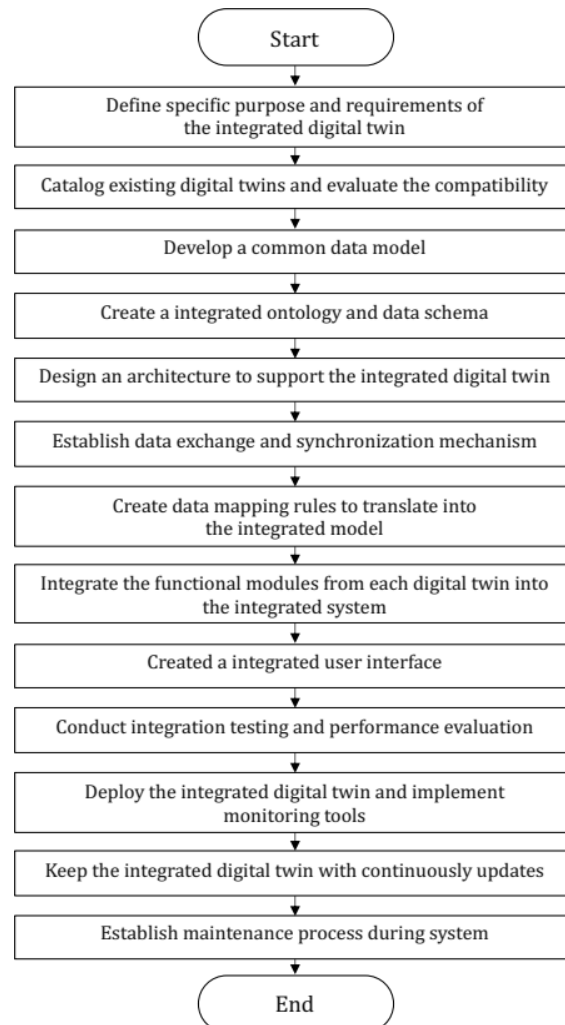 Start
Define specific purpose and requirements of
the integrated digital twin
Catalog existing digital twins and evaluate the compatibility
Develop a common data model
Create a integrated ontology and data schema
Design an architecture to support the integrated digital twin
Establish data exchange and synchronization mechanism
Create data mapping rules to translate into
the integrated model
Integrate the functional modules from each digital twin into
the integrated system
Created a integrated user interface
Conduct integration testing and performance evaluation
Deploy the integrated digital twin and implement
monitoring tools
Keep the integrated digital twin with continuously updates
Establish maintenance process during system
End